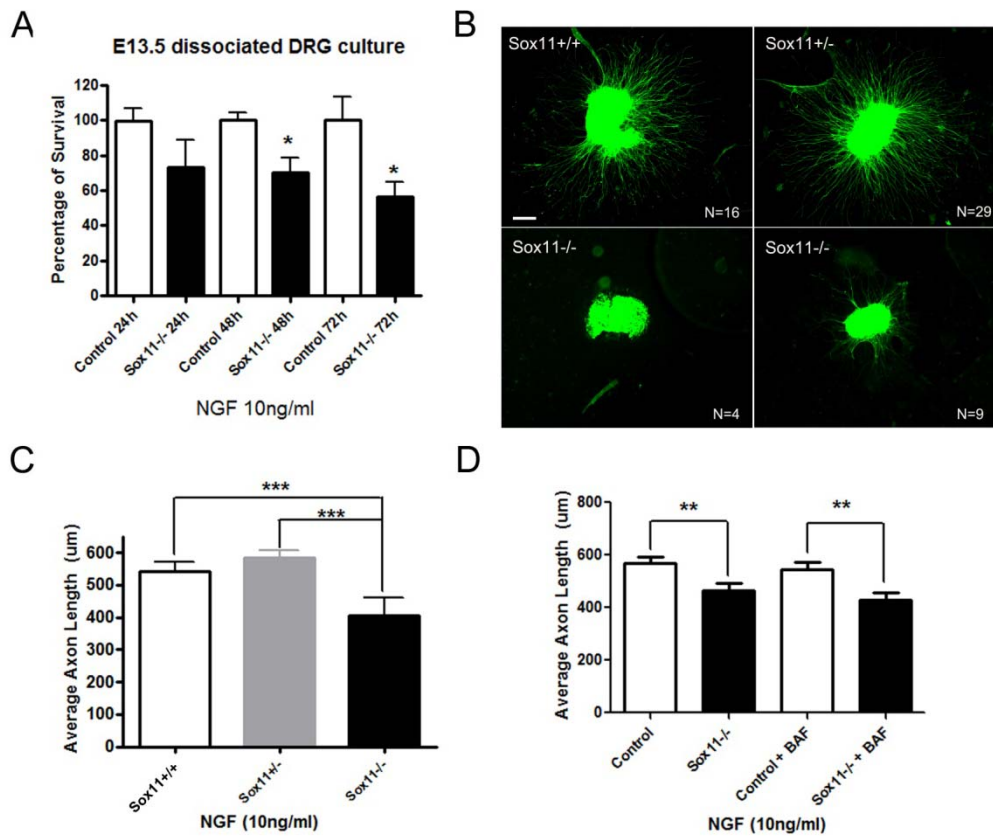 A
E13.5 dissociated DRG culture
Percentage of Survival
120
100
80
60
40
20
0
*
*
Control 24h
Sox11-/- 24h
Control 48h
Sox11-/- 48h
Control 72h
Sox11-/- 72h
NGF 10ng/ml
B
Sox11+/+
N=16
Sox11+/-
N=29
Sox11-/-
N=4
Sox11-/-
N=9
C
Average Axon Length (um)
600
500
400
300
200
100
0
***
***
Sox11+/+
Sox11+/-
Sox11-/-
NGF (10ng/ml)
D
Average Axon Length (um)
800
600
400
200
0
**
**
Control
Sox11-/-
Control + BAF
Sox11-/- + BAF
NGF (10ng/ml)